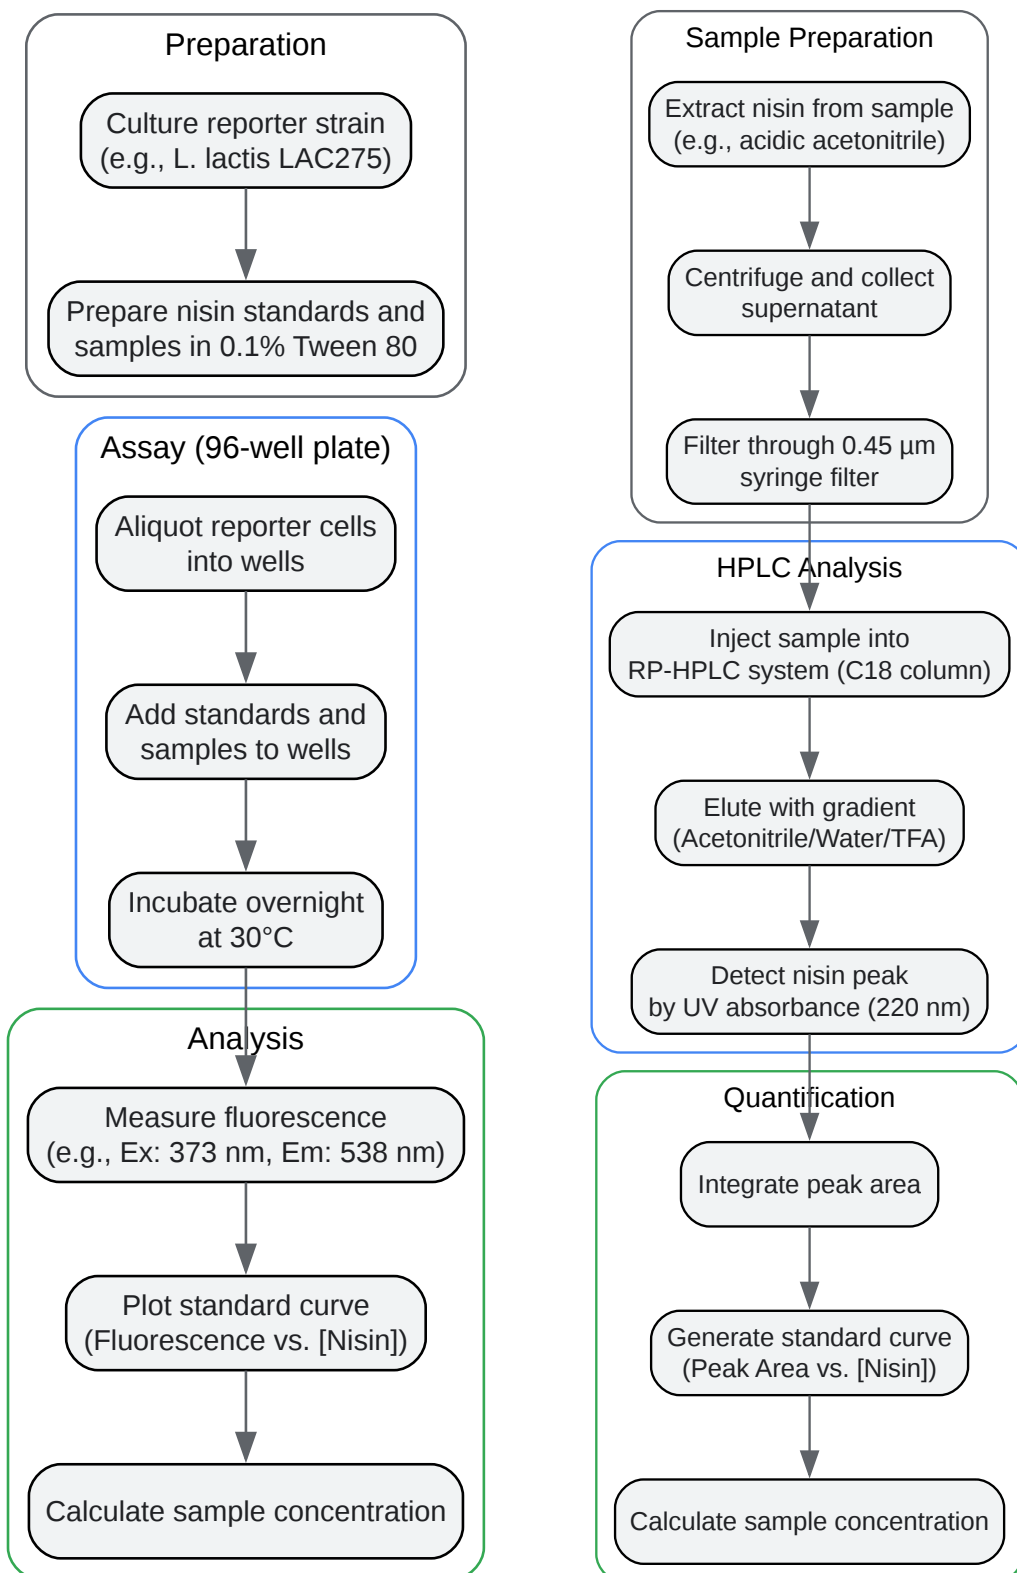 Preparation
Culture reporter strain
(e.g., L. lactis LAC275)
Prepare nisin standards and
samples in 0.1% Tween 80
Assay (96-well plate)
Aliquot reporter cells
into wells
Add standards and
samples to wells
Incubate overnight
at 30°C
Analysis
Measure fluorescence
(e.g., Ex: 373 nm, Em: 538 nm)
Plot standard curve
(Fluorescence vs. [Nisin])
Calculate sample concentration
Sample Preparation
Extract nisin from sample
(e.g., acidic acetonitrile)
Centrifuge and collect
supernatant
Filter through 0.45 µm
syringe filter
HPLC Analysis
Inject sample into
RP-HPLC system (C18 column)
Elute with gradient
(Acetonitrile/Water/TFA)
Detect nisin peak
by UV absorbance (220 nm)
Quantification
Integrate peak area
Generate standard curve
(Peak Area vs. [Nisin])
Calculate sample concentration